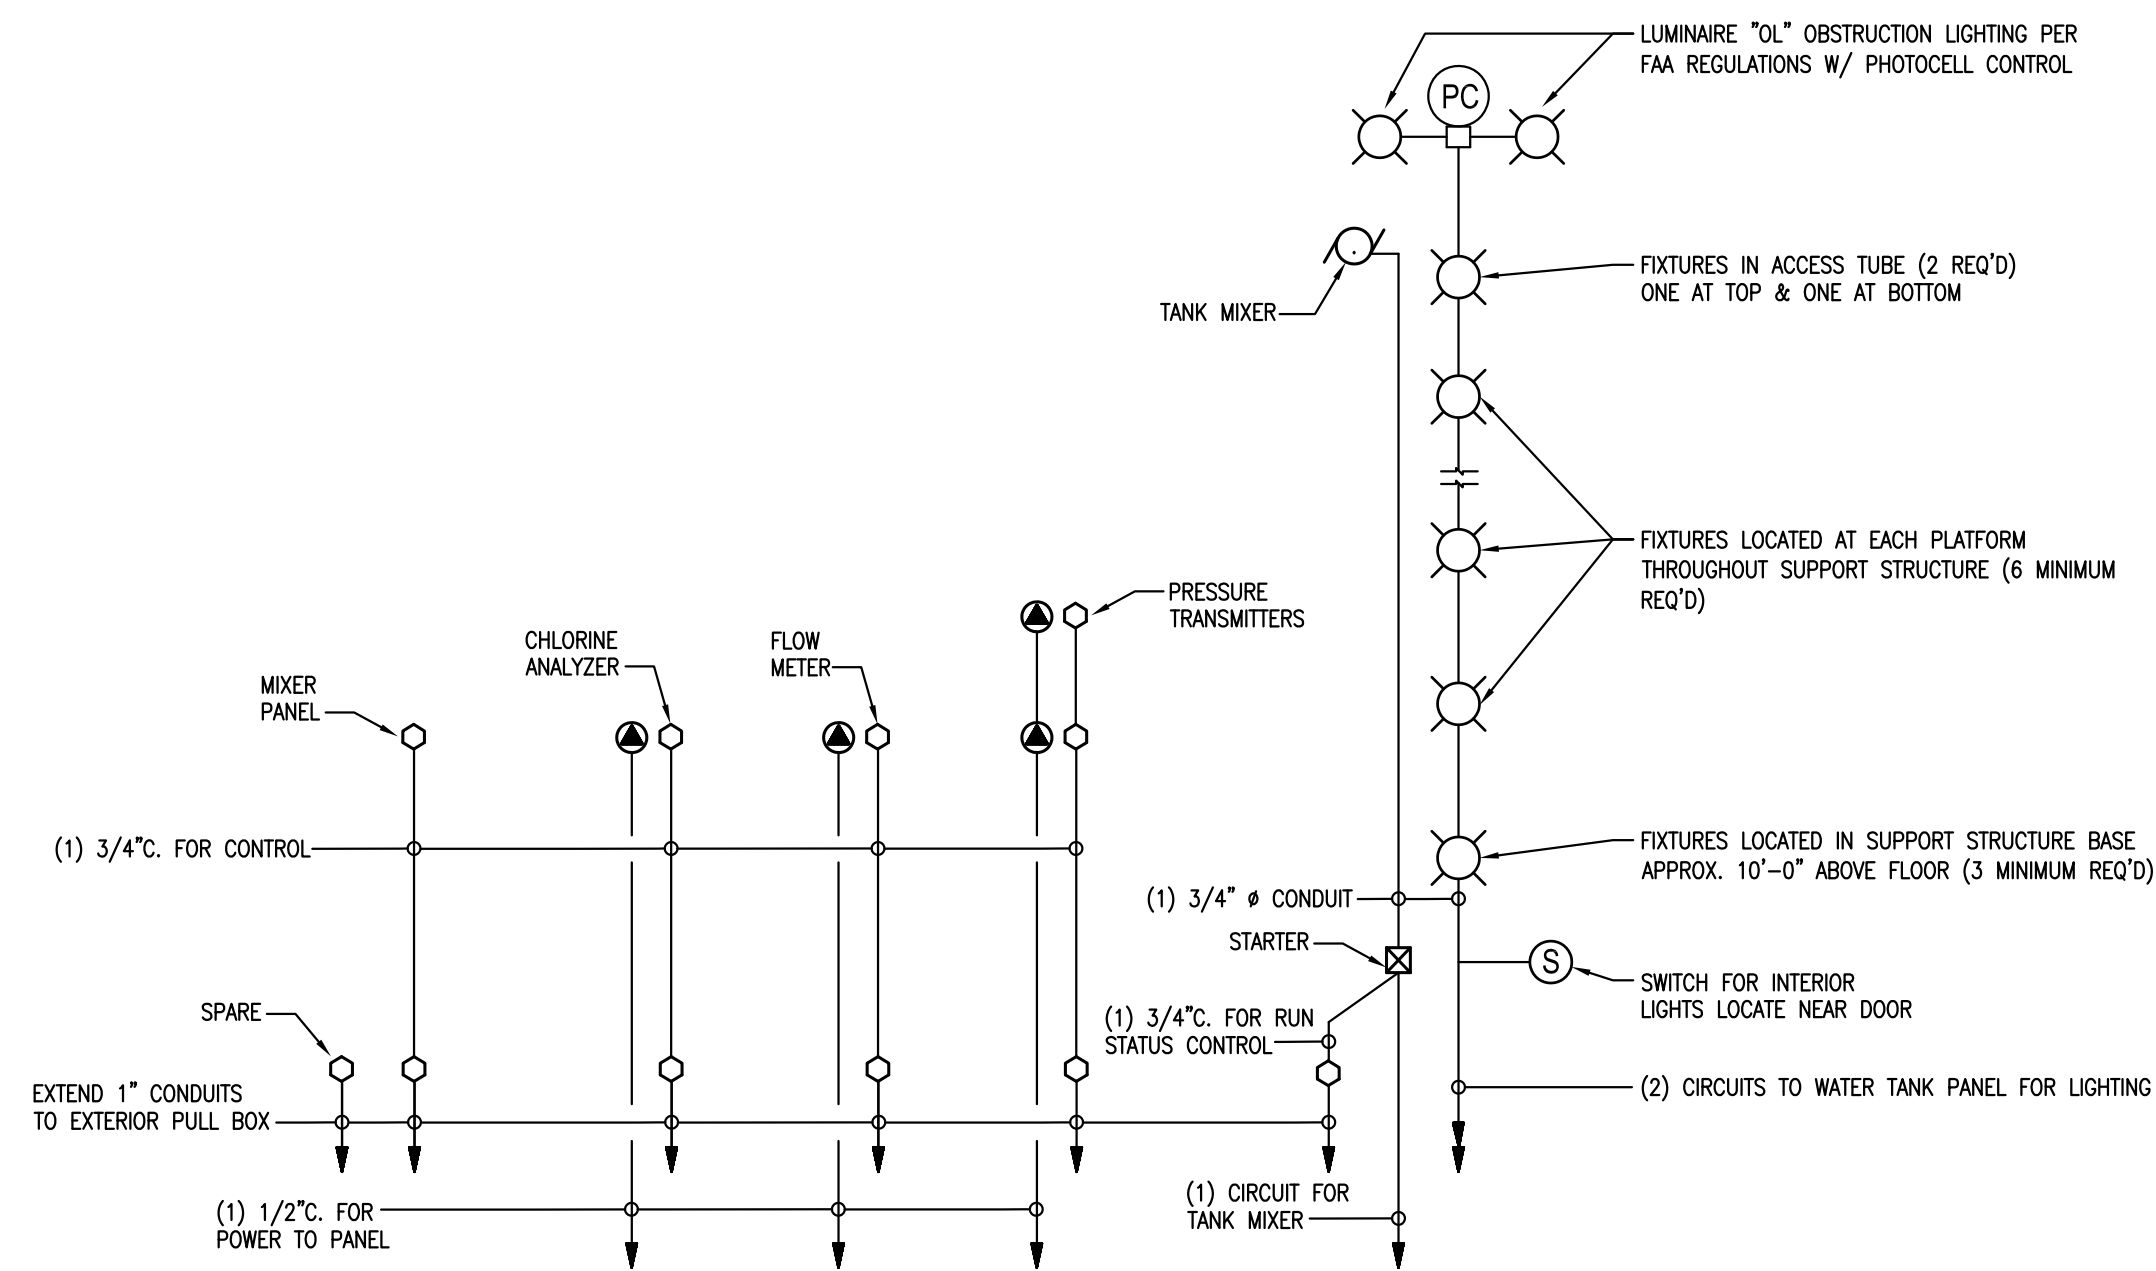 LUMINAIRE "OL" OBSTRUCTION LIGHTING PER
FAA REGULATIONS W/ PHOTOCELL CONTROL
PC
FIXTURES IN ACCESS TUBE (2 REQ'D)
ONE AT TOP & ONE AT BOTTOM
TANK MIXER
FIXTURES LOCATED AT EACH PLATFORM
THROUGHOUT SUPPORT STRUCTURE (6 MINIMUM
REQ'D)
PRESSURE
TRANSMITTERS
CHLORINE
ANALYZER
FLOW
METER
MIXER
PANEL
(1) 3/4"C. FOR CONTROL
FIXTURES LOCATED IN SUPPORT STRUCTURE BASE
APPROX. 10'-0" ABOVE FLOOR (3 MINIMUM REQ'D)
(1) 3/4" ø CONDUIT
STARTER
S
SWITCH FOR INTERIOR
LIGHTS LOCATE NEAR DOOR
SPARE
(1) 3/4"C. FOR RUN
STATUS CONTROL
EXTEND 1" CONDUITS
TO EXTERIOR PULL BOX
(2) CIRCUITS TO WATER TANK PANEL FOR LIGHTING
(1) 1/2"C. FOR
POWER TO PANEL
(1) CIRCUIT FOR
TANK MIXER